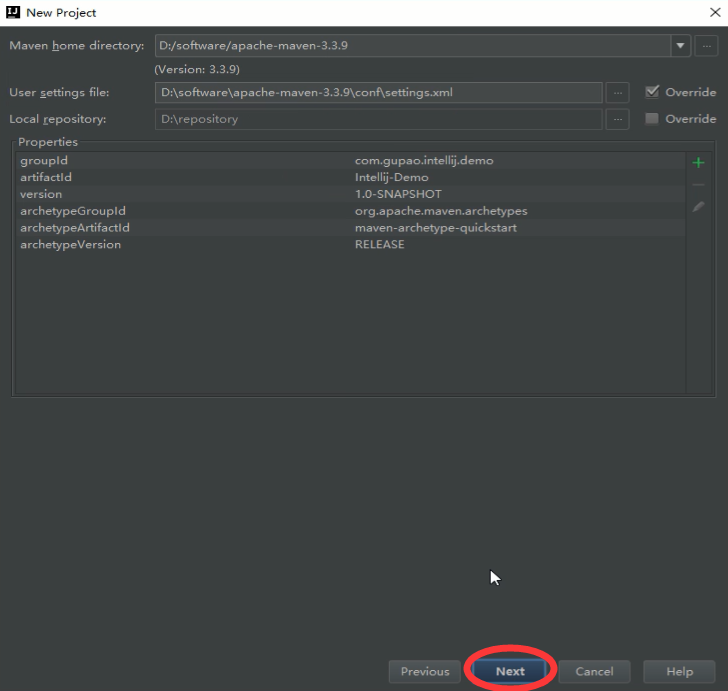 New Project
Maven home directory: D:/software/apache-maven-3.3.9 ...
(Version: 3.3.9)
User settings file: D:\software\apache-maven-3.3.9\conf\settings.xml ... Override
Local repository: D:\repository ... Override
Properties
groupId com.gupao.intellij.demo
artifactId Intellij-Demo
version 1.0-SNAPSHOT
archetypeGroupId org.apache.maven.archetypes
archetypeArtifactId maven-archetype-quickstart
archetypeVersion RELEASE
Previous Next Cancel Help